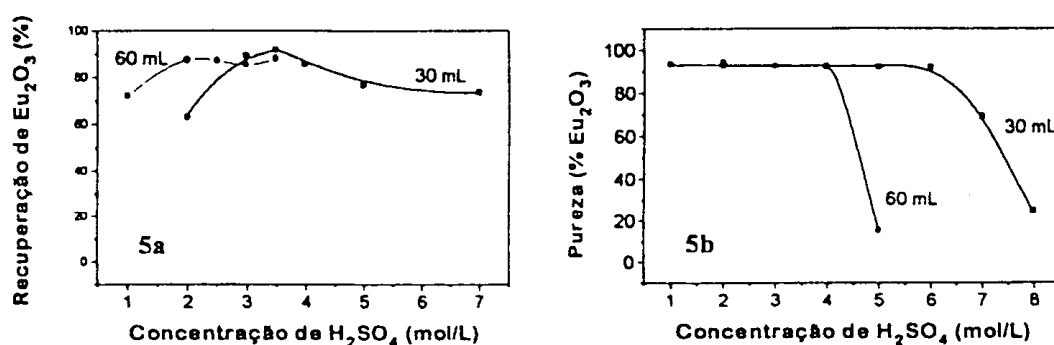 Recuperação de Eu₂O₃ (%)
100
80
60
40
20
0
60 mL
30 mL
5a
1 2 3 4 5 6 7
Concentração de H₂SO₄ (mol/L)
Pureza (% Eu₂O₃)
100
80
60
40
20
0
30 mL
60 mL
5b
1 2 3 4 5 6 7 8
Concentração de H₂SO₄ (mol/L)